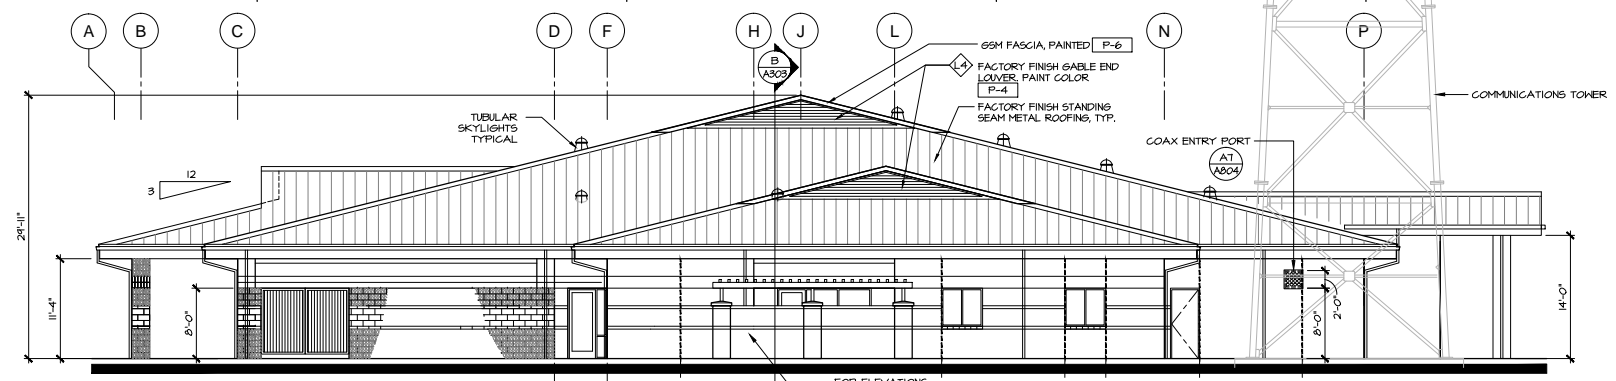 A
B
C
D
F
H
J
L
N
P
B
A303
GSM FASCIA, PAINTED P-6
L4
FACTORY FINISH GABLE END
LOUVER. PAINT COLOR
P-4
FACTORY FINISH STANDING
SEAM METAL ROOFING, TYP.
COMMUNICATIONS TOWER
TUBULAR
SKYLIGHTS
TYPICAL
COAX ENTRY PORT
A7
A804
12
3
29'-11"
11'-4"
8'-0"
8'-0"
2'-0"
14'-0"
FOR ELEVATIONS